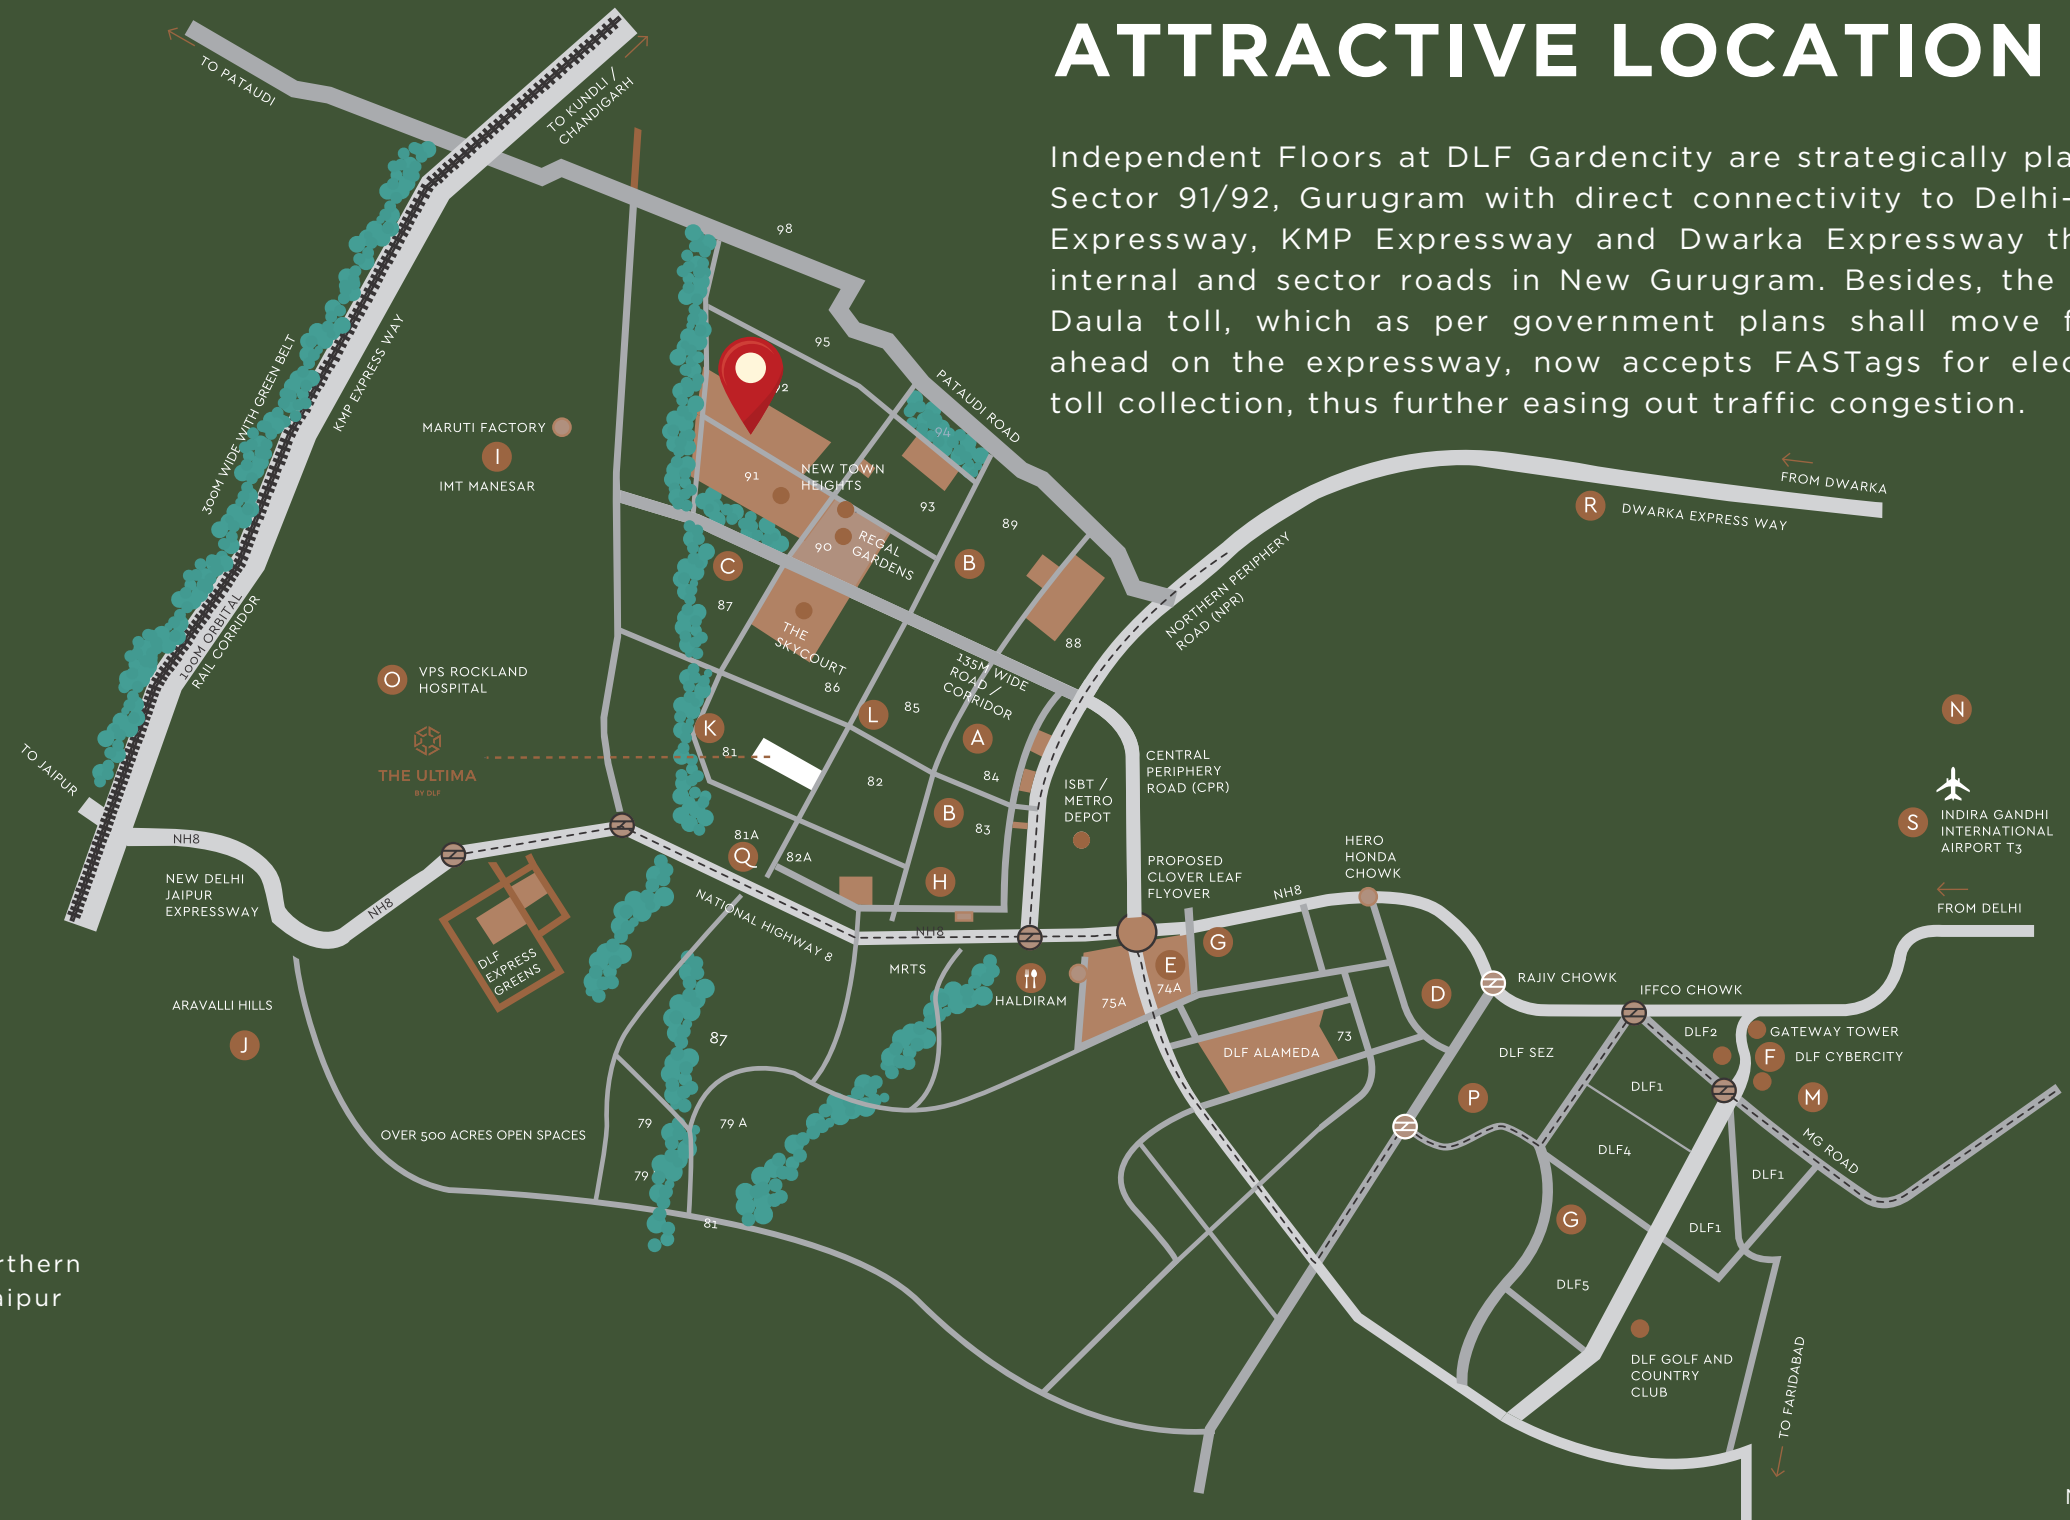 ATTRACTIVE LOCATION
Independent Floors at DLF Gardencity are strategically
Sector 91/92, Gurugram with direct connectivity to Delhi-
Expressway, KMP Expressway and Dwarka Expressway
internal and sector roads in New Gurugram. Besides, the
Daula toll, which as per government plans shall move
ahead on the expressway, now accepts FASTags for
toll collection, thus further easing out traffic congestion.
TO PATAUDI
TO KUNDLI /
CHANDIGARH
98
95
PATAUDI ROAD
94
300M WIDE WITH GREEN BELT
KMP EXPRESS WAY
MARUTI FACTORY
I
IMT MANESAR
91
NEW TOWN
HEIGHTS
93
89
90
REGAL
GARDENS
B
C
87
THE
SKYCOURT
88
FROM DWARKA
R
DWARKA EXPRESS WAY
NORTHERN PERIPHERY
ROAD (NPR)
100M ORBITAL
RAIL CORRIDOR
O
VPS ROCKLAND
HOSPITAL
135M WIDE
ROAD /
CORRIDOR
86
85
L
K
A
81
82
84
THE ULTIMA
BY DLF
TO JAIPUR
CENTRAL
PERIPHERY
ROAD (CPR)
ISBT /
METRO
DEPOT
N
S
INDIRA GANDHI
INTERNATIONAL
AIRPORT T3
B
83
81A
Q
82A
H
NH8
NEW DELHI
JAIPUR
EXPRESSWAY
NH8
NATIONAL HIGHWAY 8
NH8
PROPOSED
CLOVER LEAF
FLYOVER
NH8
HERO
HONDA
CHOWK
FROM DELHI
DLF
EXPRESS
GREENS
MRTS
HALDIRAM
G
E
74A
75A
D
RAJIV CHOWK
IFFCO CHOWK
ARAVALLI HILLS
J
87
DLF ALAMEDA
73
DLF SEZ
DLF2
GATEWAY TOWER
F
DLF CYBERCITY
DLF1
P
M
OVER 500 ACRES OPEN SPACES
79
79 A
79
81
DLF4
MG ROAD
DLF1
DLF1
G
DLF5
DLF GOLF AND
COUNTRY
CLUB
TO FARIDABAD